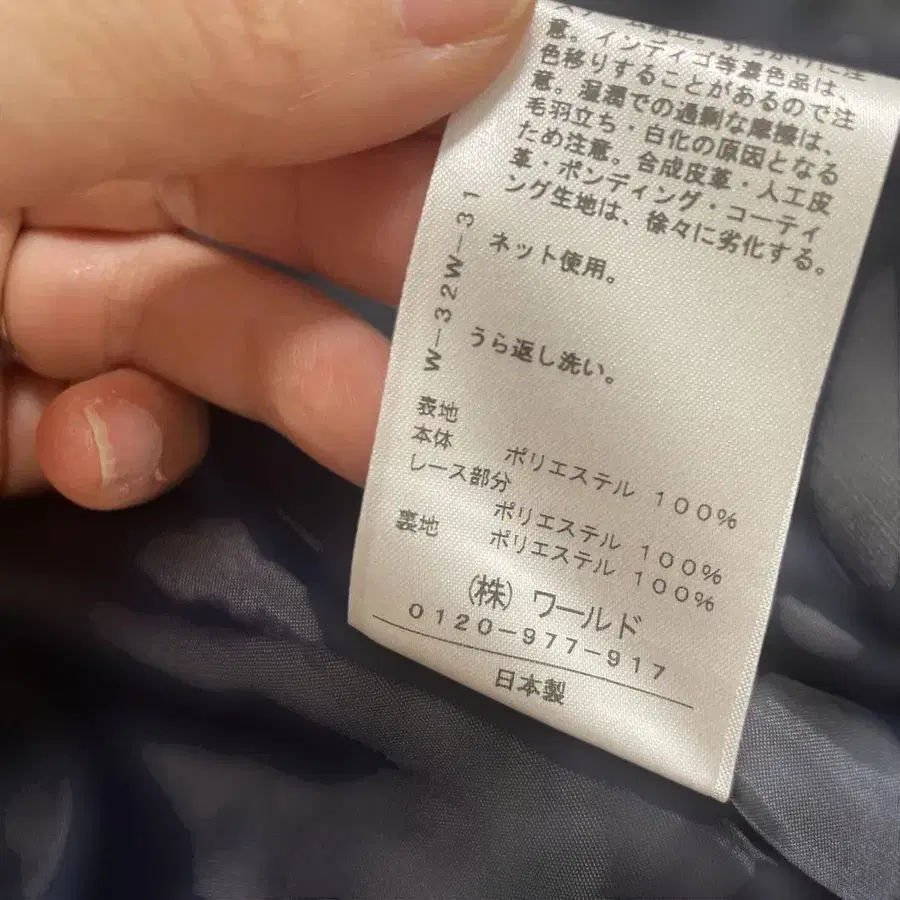 意。インディゴ等濃色品は、
色移りすることがあるので注
意。湿潤での過剰な摩擦は、
毛羽立ち・白化の原因となる
ため注意。合成皮革・人工皮
革・ボンディング・コーティ
ング生地は、徐々に劣化する。
ネット使用。
うら返し洗い。
W-32W-31
表地
本体 ポリエステル 100%
レース部分
ポリエステル 100%
裏地 ポリエステル 100%
(株) ワールド
0120-977-917
日本製